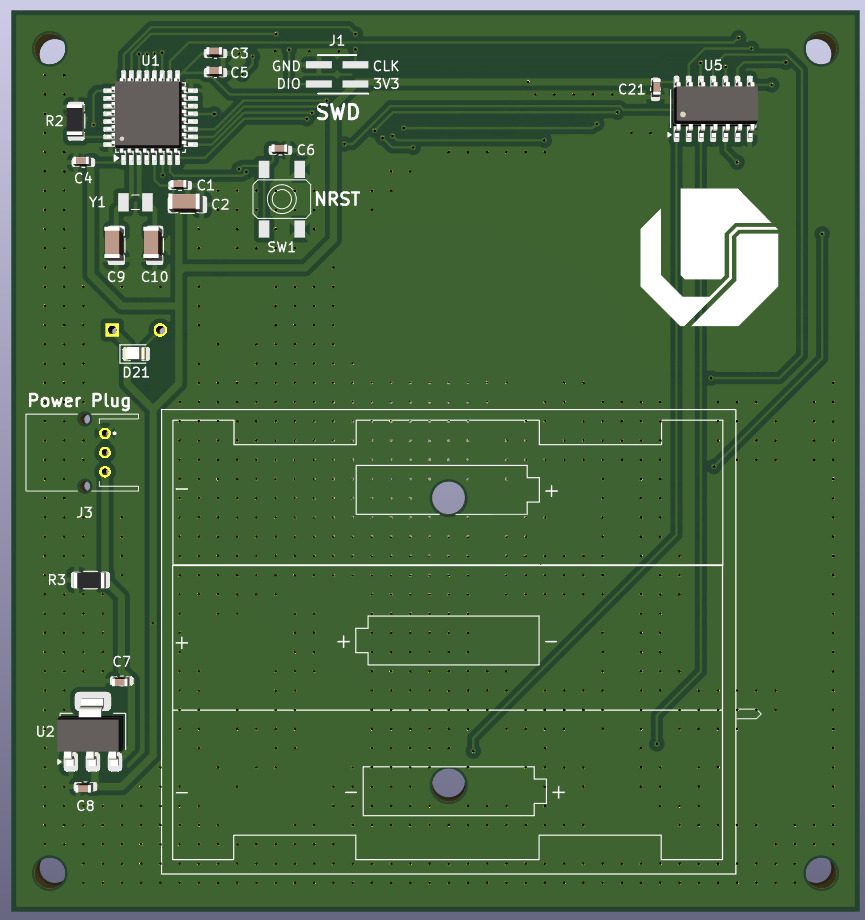 J1
U1
C3
C5
GND
CLK
DIO
3V3
SWD
U5
C21
R2
C4
C6
C1
C2
Y1
NRST
SW1
C9
C10
D21
Power Plug
J3
− +
R3
+ + −
C7
U2
− − +
C8